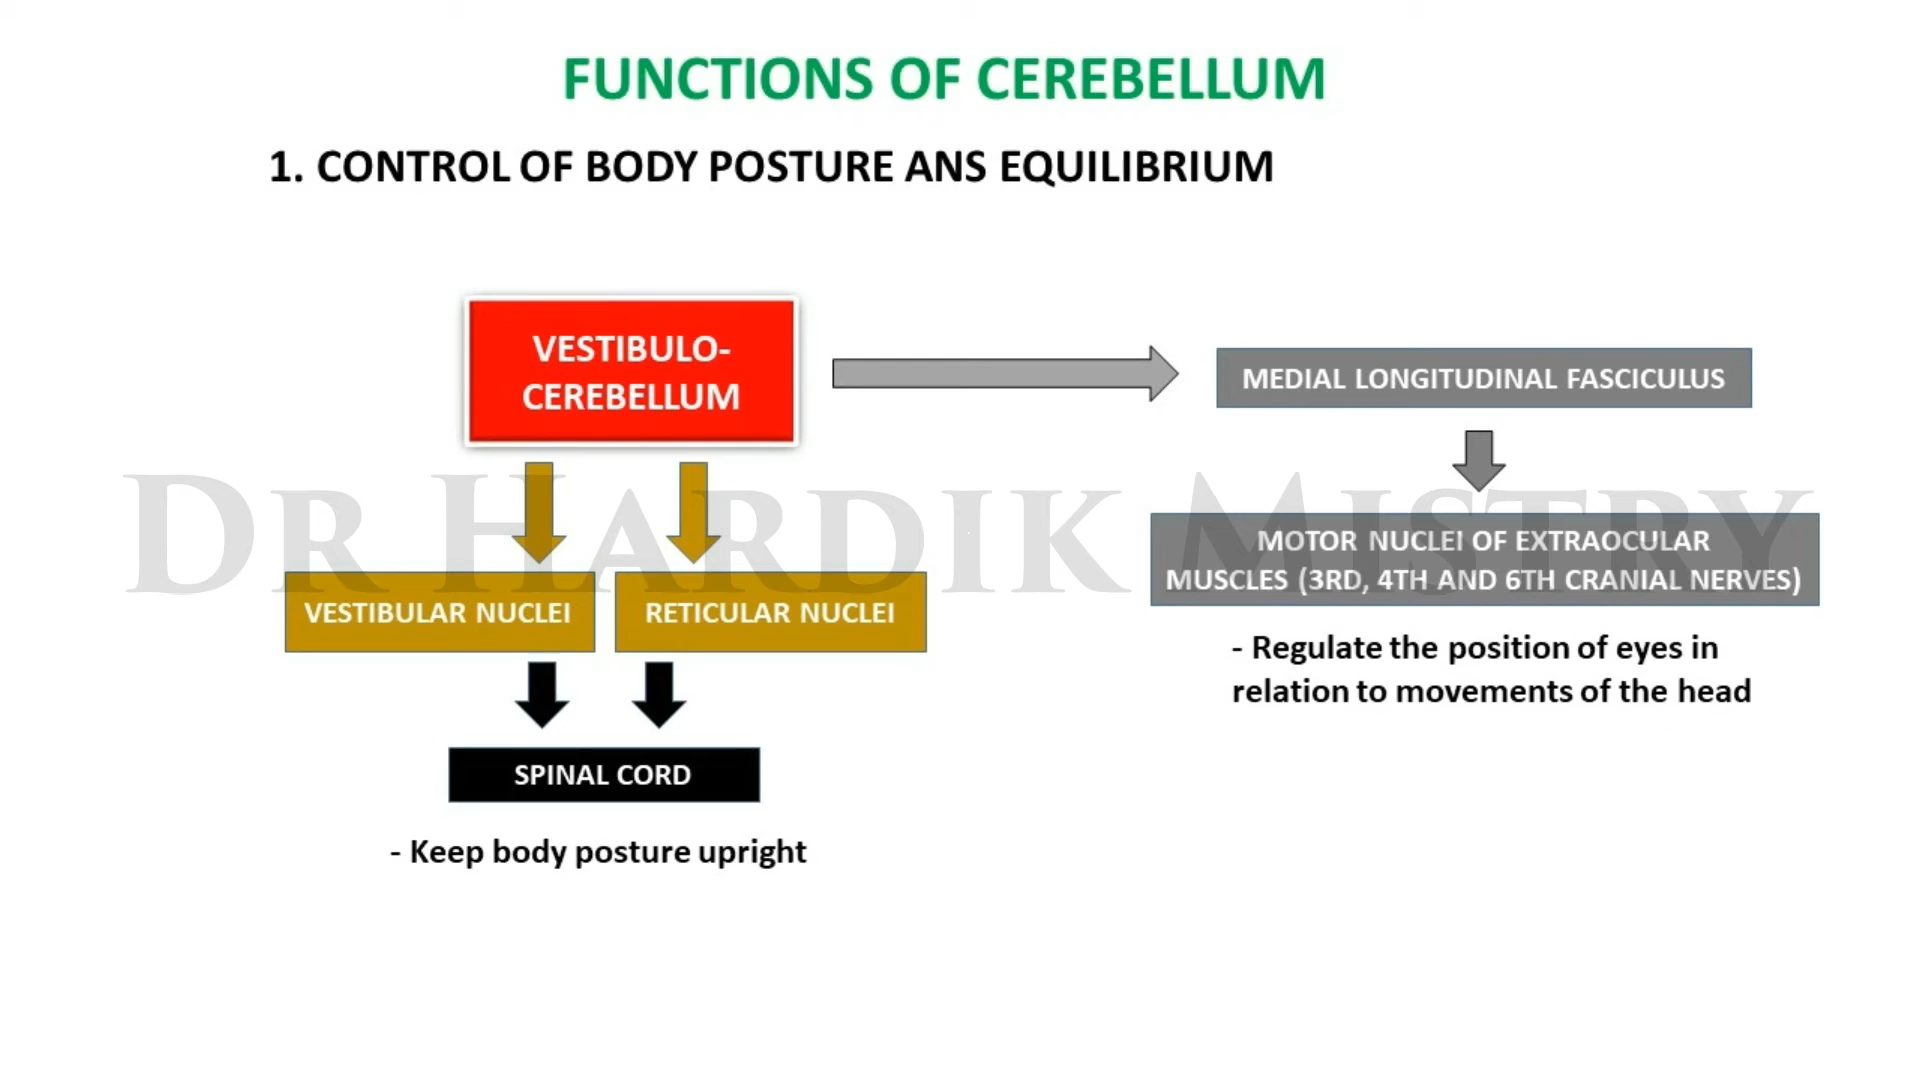 FUNCTIONS OF CEREBELLUM
1. CONTROL OF BODY POSTURE ANS EQUILIBRIUM
VESTIBULO-
CEREBELLUM
MEDIAL LONGITUDINAL FASCICULUS
DR HARDIK MISTRY
MOTOR NUCLEI OF EXTRAOCULAR
MUSCLES (3RD, 4TH AND 6TH CRANIAL NERVES)
VESTIBULAR NUCLEI
RETICULAR NUCLEI
- Regulate the position of eyes in
relation to movements of the head
SPINAL CORD
- Keep body posture upright